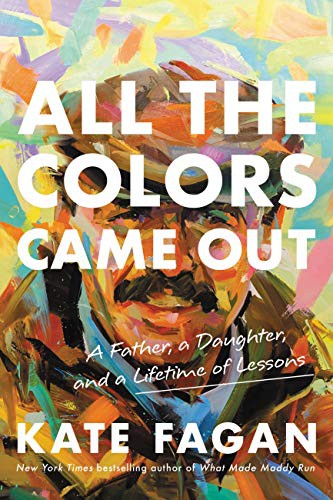 ALL THE
COLORS
CAME OUT
A Father, a Daughter,
and a Lifetime of Lessons
KATE FAGAN
New York Times bestselling author of What Made Maddy Run